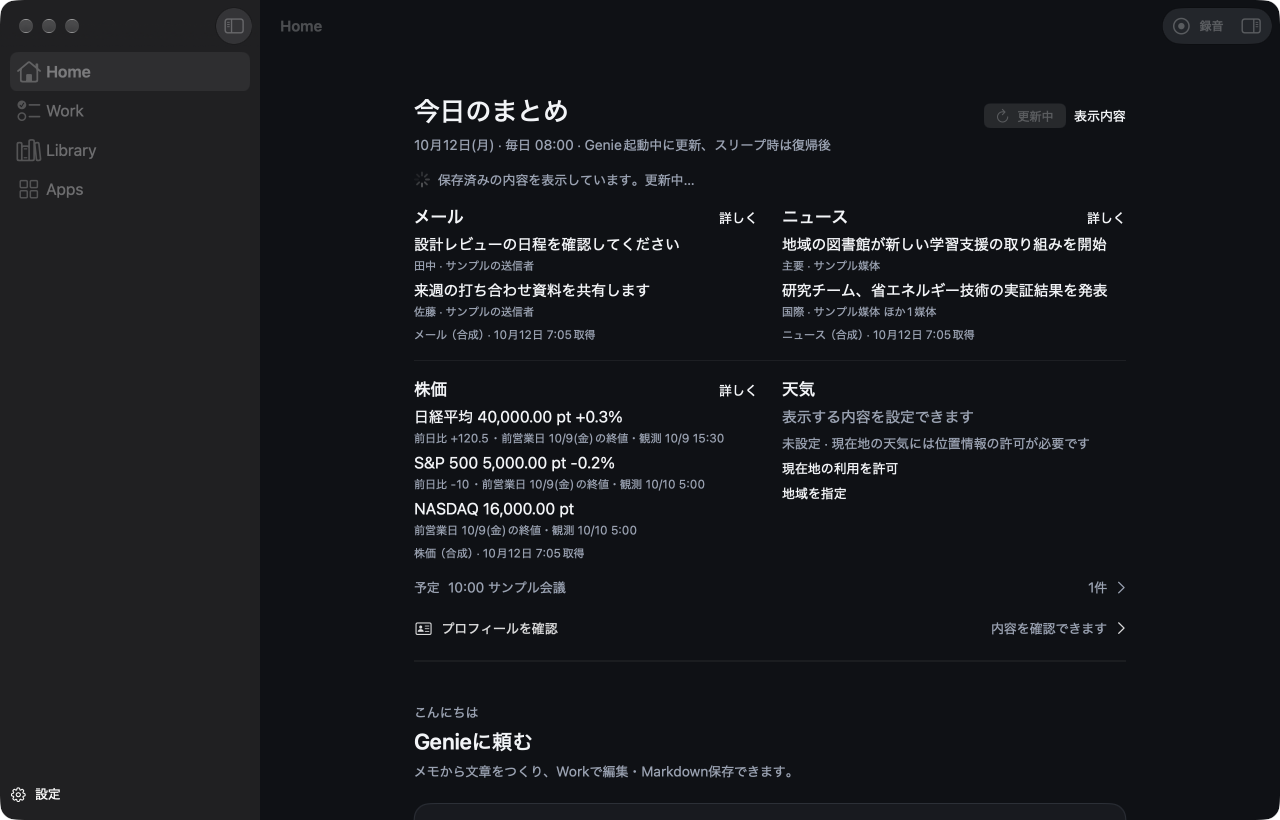 Home
録音
Home
Work
Library
Apps
設定
今日のまとめ
更新中
表示内容
10月12日(月) · 毎日 08:00 · Genie起動中に更新、スリープ時は復帰後
保存済みの内容を表示しています。更新中...
メール
詳しく
設計レビューの日程を確認してください
田中 · サンプルの送信者
来週の打ち合わせ資料を共有します
佐藤 · サンプルの送信者
メール（合成）· 10月12日 7:05取得
ニュース
詳しく
地域の図書館が新しい学習支援の取り組みを開始
主要 · サンプル媒体
研究チーム、省エネルギー技術の実証結果を発表
国際 · サンプル媒体 ほか1媒体
ニュース（合成）· 10月12日 7:05取得
株価
詳しく
日経平均 40,000.00 pt +0.3%
前日比 +120.5・前営業日 10/9(金)の終値・観測 10/9 15:30
S&P 500 5,000.00 pt -0.2%
前日比 -10・前営業日 10/9(金)の終値・観測 10/10 5:00
NASDAQ 16,000.00 pt
前営業日 10/9(金)の終値・観測 10/10 5:00
株価（合成）· 10月12日 7:05取得
天気
表示する内容を設定できます
未設定 · 現在地の天気には位置情報の許可が必要です
現在地の利用を許可
地域を指定
予定 10:00 サンプル会議
1件
プロフィールを確認
内容を確認できます
こんにちは
Genieに頼む
メモから文章をつくり、Workで編集・Markdown保存できます。